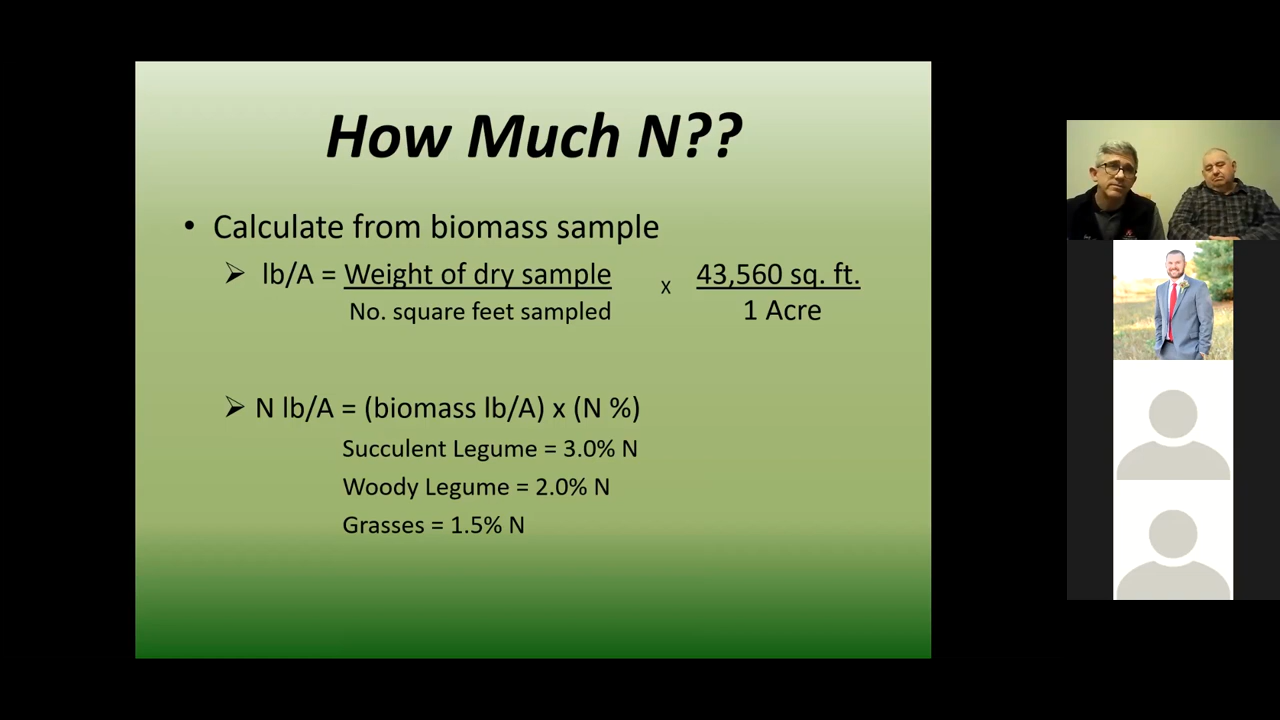 How Much N??
• Calculate from biomass sample
➢ lb/A = Weight of dry sample x 43,560 sq. ft.
No. square feet sampled 1 Acre
➢ N lb/A = (biomass lb/A) x (N %)
Succulent Legume = 3.0% N
Woody Legume = 2.0% N
Grasses = 1.5% N